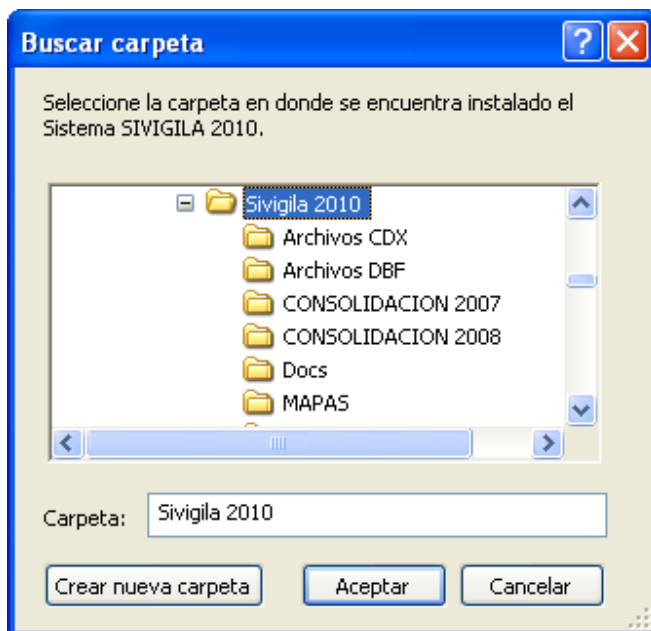 Buscar carpeta
Seleccione la carpeta en donde se encuentra instalado el
Sistema SIVIGILA 2010.
Sivigila 2010
Archivos CDX
Archivos DBF
CONSOLIDACION 2007
CONSOLIDACION 2008
Docs
MAPAS
Carpeta: Sivigila 2010
Crear nueva carpeta Aceptar Cancelar